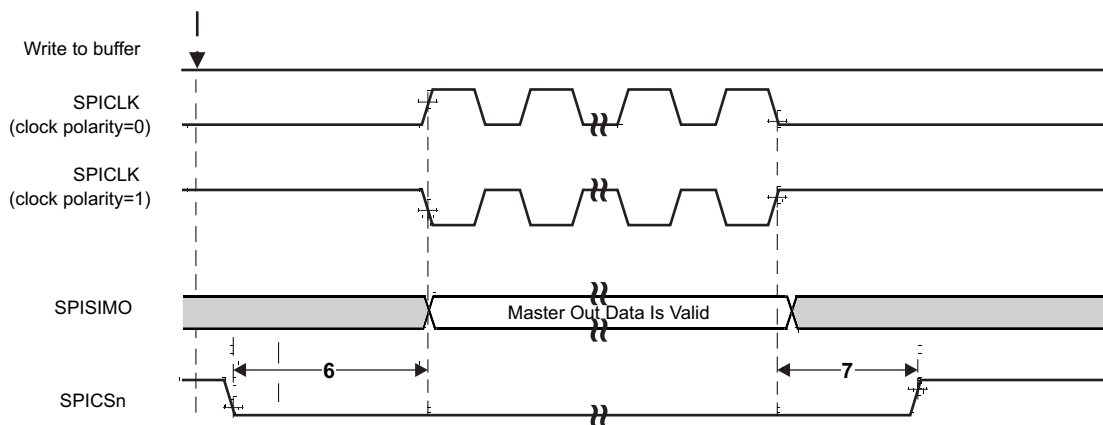 Write to buffer
SPICLK
(clock polarity=0)
SPICLK
(clock polarity=1)
SPISIMO
Master Out Data Is Valid
6
7
SPICSn